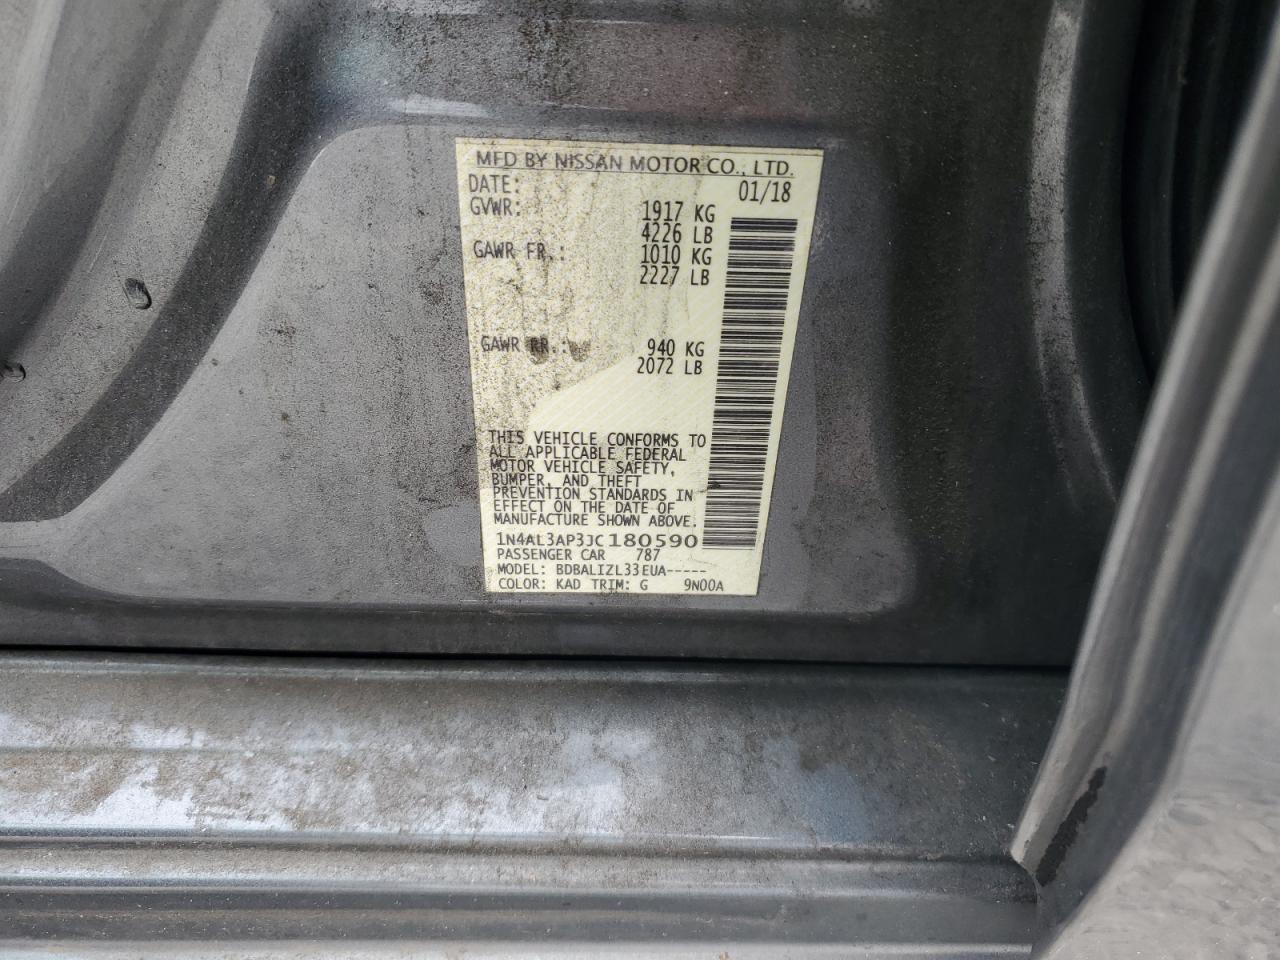 MFD BY NISSAN MOTOR CO., LTD.
DATE: 01/18
GVWR: 1917 KG
4226 LB
GAWR FR.: 1010 KG
2227 LB
GAWR RR.: 940 KG
2072 LB
THIS VEHICLE CONFORMS TO
ALL APPLICABLE FEDERAL
MOTOR VEHICLE SAFETY,
BUMPER, AND THEFT
PREVENTION STANDARDS IN
EFFECT ON THE DATE OF
MANUFACTURE SHOWN ABOVE.
1N4AL3AP3JC180590
PASSENGER CAR 787
MODEL: BDBALIZL33EUA-----
COLOR: KAD TRIM: G 9N00A